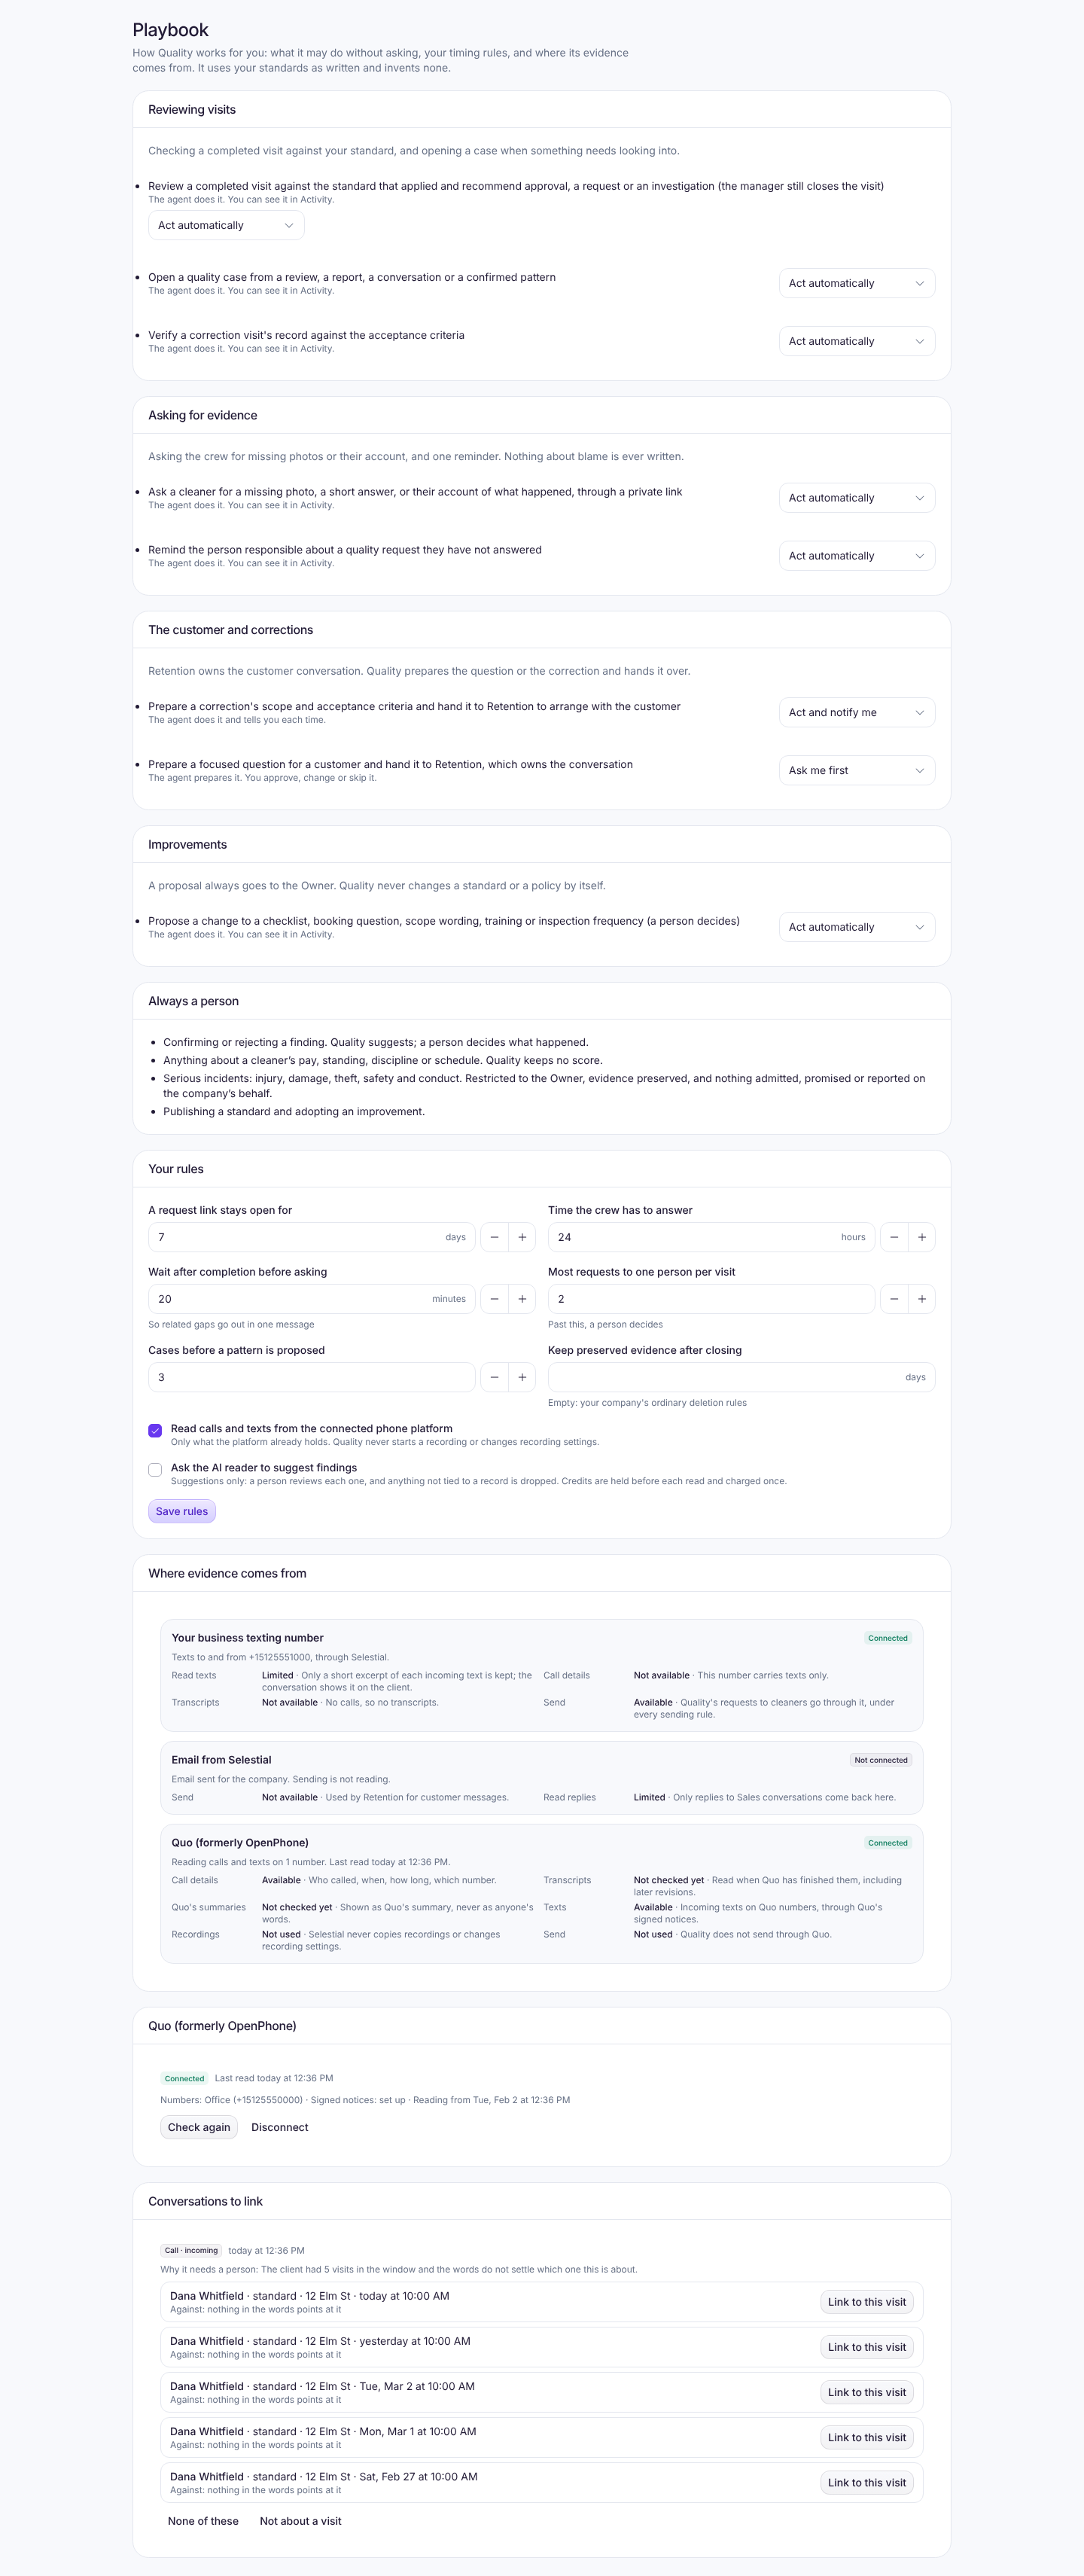 Playbook
How Quality works for you: what it may do without asking, your timing rules, and where its evidence
comes from. It uses your standards as written and invents none.
Reviewing visits
Checking a completed visit against your standard, and opening a case when something needs looking into.
• Review a completed visit against the standard that applied and recommend approval, a request or an investigation (the manager still closes the visit)
The agent does it. You can see it in Activity.
Act automatically
• Open a quality case from a review, a report, a conversation or a confirmed pattern
The agent does it. You can see it in Activity.
Act automatically
• Verify a correction visit's record against the acceptance criteria
The agent does it. You can see it in Activity.
Act automatically
Asking for evidence
Asking the crew for missing photos or their account, and one reminder. Nothing about blame is ever written.
• Ask a cleaner for a missing photo, a short answer, or their account of what happened, through a private link
The agent does it. You can see it in Activity.
Act automatically
• Remind the person responsible about a quality request they have not answered
The agent does it. You can see it in Activity.
Act automatically
The customer and corrections
Retention owns the customer conversation. Quality prepares the question or the correction and hands it over.
• Prepare a correction's scope and acceptance criteria and hand it to Retention to arrange with the customer
The agent does it and tells you each time.
Act and notify me
• Prepare a focused question for a customer and hand it to Retention, which owns the conversation
The agent prepares it. You approve, change or skip it.
Ask me first
Improvements
A proposal always goes to the Owner. Quality never changes a standard or a policy by itself.
• Propose a change to a checklist, booking question, scope wording, training or inspection frequency (a person decides)
The agent does it. You can see it in Activity.
Act automatically
Always a person
• Confirming or rejecting a finding. Quality suggests; a person decides what happened.
• Anything about a cleaner’s pay, standing, discipline or schedule. Quality keeps no score.
• Serious incidents: injury, damage, theft, safety and conduct. Restricted to the Owner, evidence preserved, and nothing admitted, promised or reported on
the company’s behalf.
• Publishing a standard and adopting an improvement.
Your rules
A request link stays open for
7 days − +
Time the crew has to answer
24 hours − +
Wait after completion before asking
20 minutes − +
So related gaps go out in one message
Most requests to one person per visit
2 − +
Past this, a person decides
Cases before a pattern is proposed
3 − +
Keep preserved evidence after closing
days
Empty: your company's ordinary deletion rules
Read calls and texts from the connected phone platform
Only what the platform already holds. Quality never starts a recording or changes recording settings.
Ask the AI reader to suggest findings
Suggestions only: a person reviews each one, and anything not tied to a record is dropped. Credits are held before each read and charged once.
Save rules
Where evidence comes from
Your business texting number
Connected
Texts to and from +15125551000, through Selestial.
Read texts
Limited · Only a short excerpt of each incoming text is kept; the
conversation shows it on the client.
Call details
Not available · This number carries texts only.
Transcripts
Not available · No calls, so no transcripts.
Send
Available · Quality's requests to cleaners go through it, under
every sending rule.
Email from Selestial
Not connected
Email sent for the company. Sending is not reading.
Send
Not available · Used by Retention for customer messages.
Read replies
Limited · Only replies to Sales conversations come back here.
Quo (formerly OpenPhone)
Connected
Reading calls and texts on 1 number. Last read today at 12:36 PM.
Call details
Available · Who called, when, how long, which number.
Transcripts
Not checked yet · Read when Quo has finished them, including
later revisions.
Quo's summaries
Not checked yet · Shown as Quo's summary, never as anyone's
words.
Texts
Available · Incoming texts on Quo numbers, through Quo's
signed notices.
Recordings
Not used · Selestial never copies recordings or changes
recording settings.
Send
Not used · Quality does not send through Quo.
Quo (formerly OpenPhone)
Connected Last read today at 12:36 PM
Numbers: Office (+15125550000) · Signed notices: set up · Reading from Tue, Feb 2 at 12:36 PM
Check again Disconnect
Conversations to link
Call · incoming today at 12:36 PM
Why it needs a person: The client had 5 visits in the window and the words do not settle which one this is about.
Dana Whitfield · standard · 12 Elm St · today at 10:00 AM
Against: nothing in the words points at it
Link to this visit
Dana Whitfield · standard · 12 Elm St · yesterday at 10:00 AM
Against: nothing in the words points at it
Link to this visit
Dana Whitfield · standard · 12 Elm St · Tue, Mar 2 at 10:00 AM
Against: nothing in the words points at it
Link to this visit
Dana Whitfield · standard · 12 Elm St · Mon, Mar 1 at 10:00 AM
Against: nothing in the words points at it
Link to this visit
Dana Whitfield · standard · 12 Elm St · Sat, Feb 27 at 10:00 AM
Against: nothing in the words points at it
Link to this visit
None of these Not about a visit